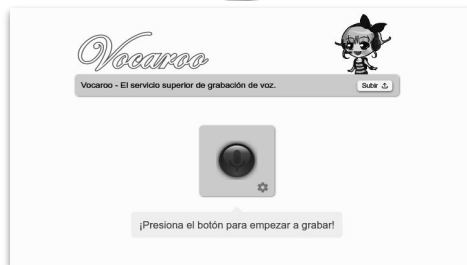 Vocaroo
Vocaroo - El servicio superior de grabación de voz.
Subir
¡Presiona el botón para empezar a grabar!